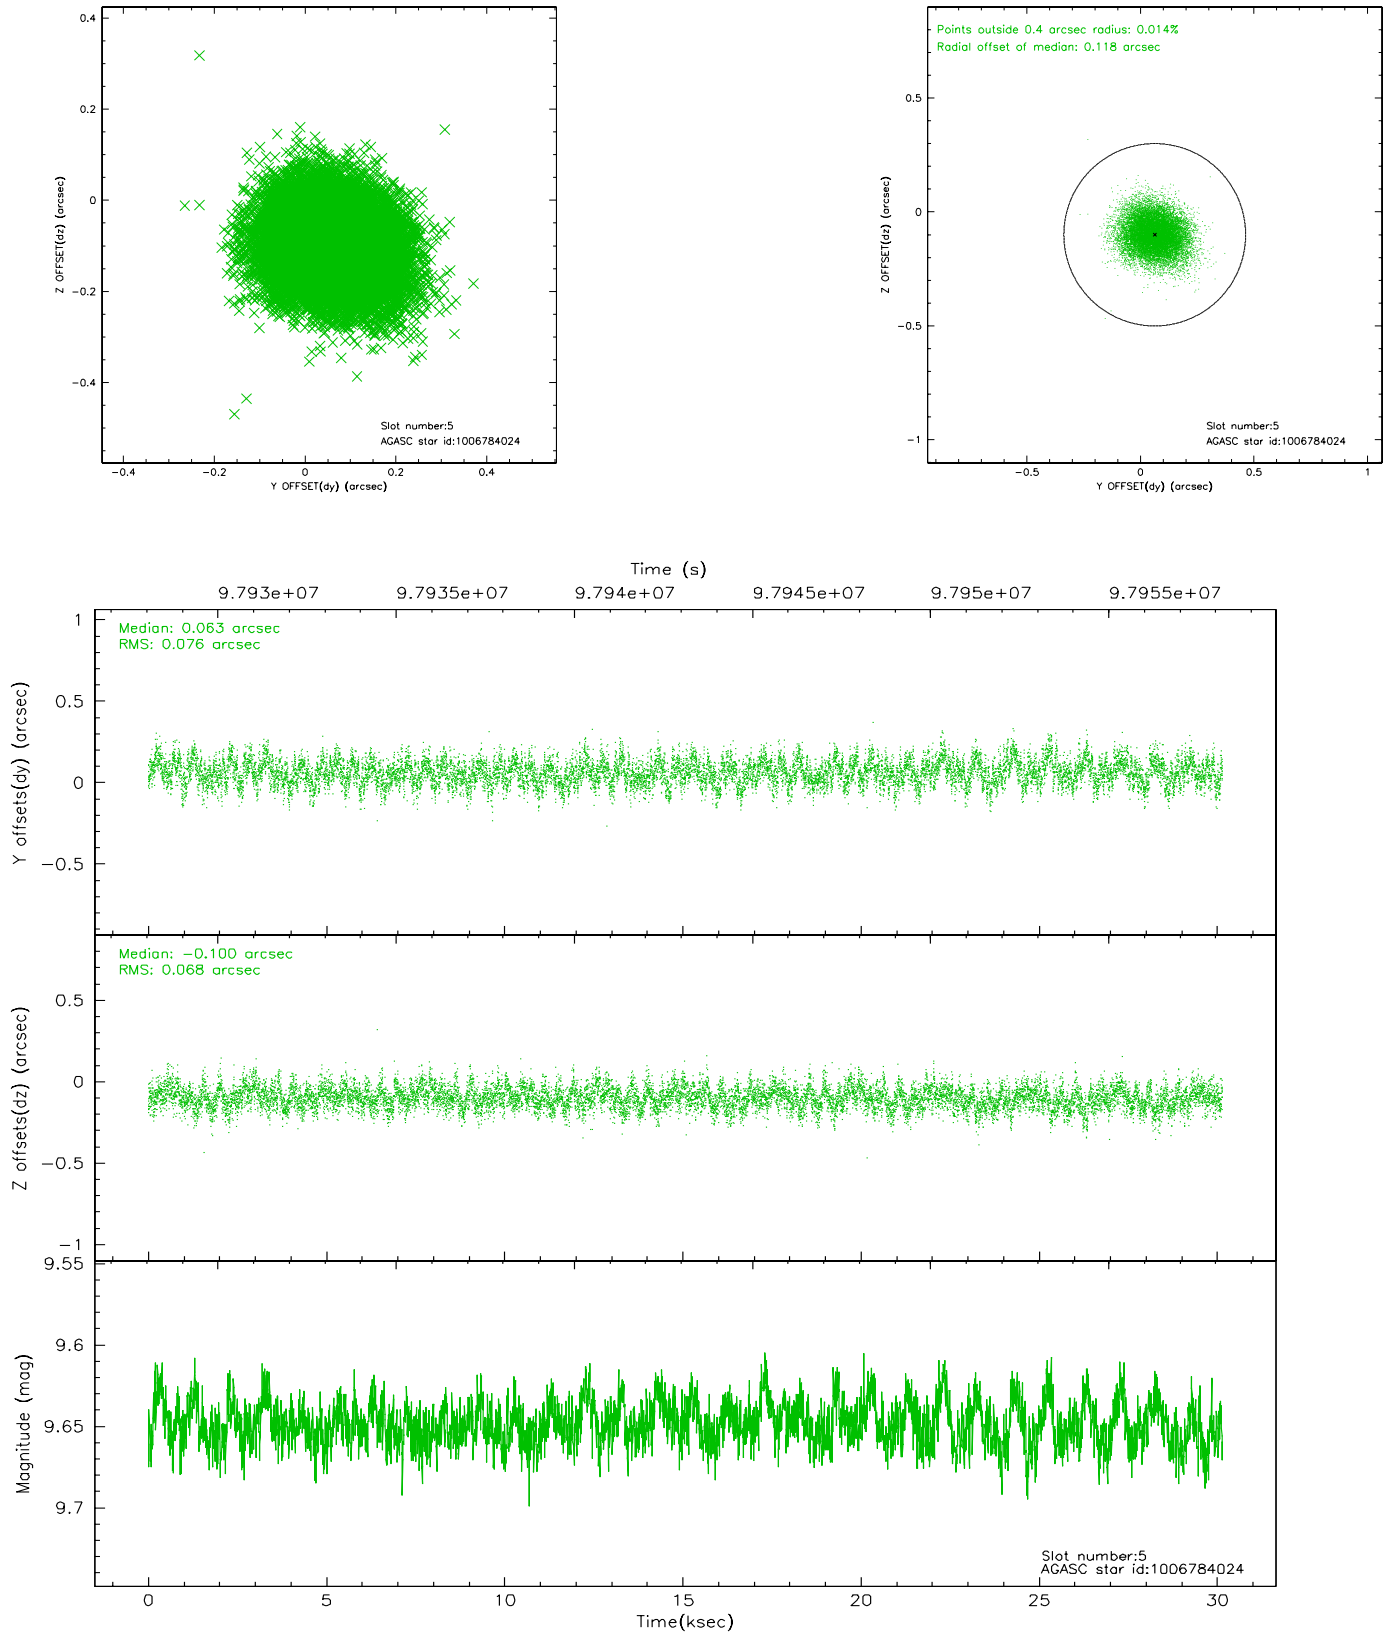 0.4
0.2
0
−0.2
−0.4
Z OFFSET(dz) (arcsec)
Slot number:5
AGASC star id:1006784024
−0.4
−0.2
0
0.2
0.4
Y OFFSET(dy) (arcsec)
Points outside 0.4 arcsec radius: 0.014%
Radial offset of median: 0.118 arcsec
0.5
0
−0.5
−1
Z OFFSET(dz) (arcsec)
Slot number:5
AGASC star id:1006784024
−0.5
0
0.5
1
Y OFFSET(dy) (arcsec)
Time (s)
9.793e+07
9.7935e+07
9.794e+07
9.7945e+07
9.795e+07
9.7955e+07
Median: 0.063 arcsec
RMS: 0.076 arcsec
1
0.5
0
−0.5
Y offsets(dy) (arcsec)
Median: −0.100 arcsec
RMS: 0.068 arcsec
0.5
0
−0.5
−1
Z offsets(dz) (arcsec)
9.55
9.6
9.65
9.7
Magnitude (mag)
Slot number:5
AGASC star id:1006784024
0
5
10
15
20
25
30
Time(ksec)